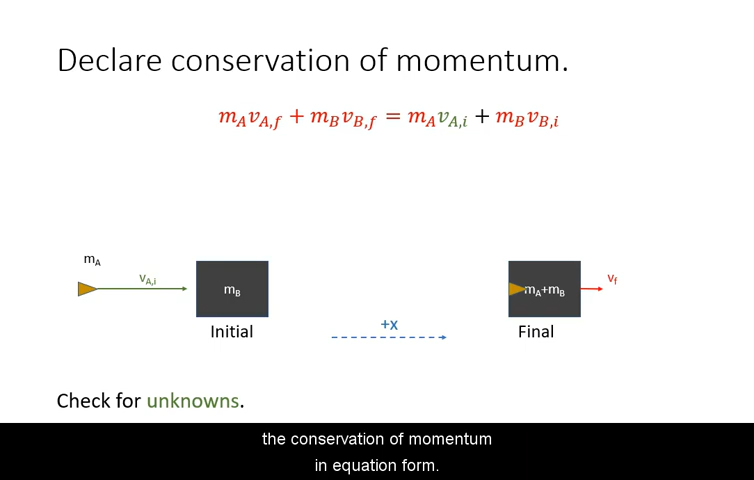 Declare conservation of momentum.
m_A v_{A,f} + m_B v_{B,f} = m_A v_{A,i} + m_B v_{B,i}
m_A
v_{A,i}
m_B
m_A+m_B
v_f
Initial
+x
Final
Check for unknowns.
the conservation of momentum
in equation form.